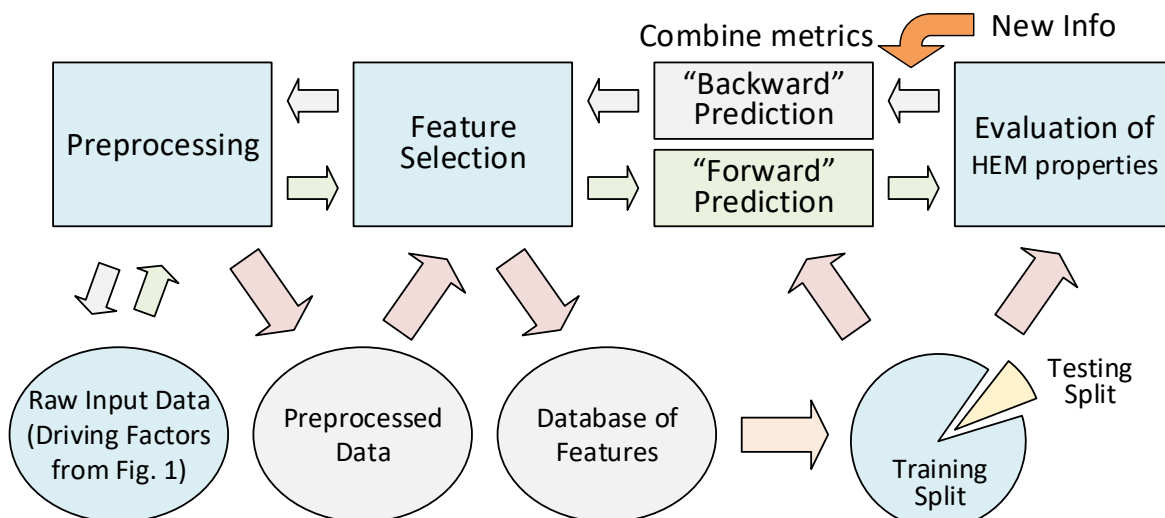 Combine metrics
New Info
Preprocessing
Feature
Selection
“Backward”
Prediction
“Forward”
Prediction
Evaluation of
HEM properties
Raw Input Data
(Driving Factors
from Fig. 1)
Preprocessed
Data
Database of
Features
Training
Split
Testing
Split